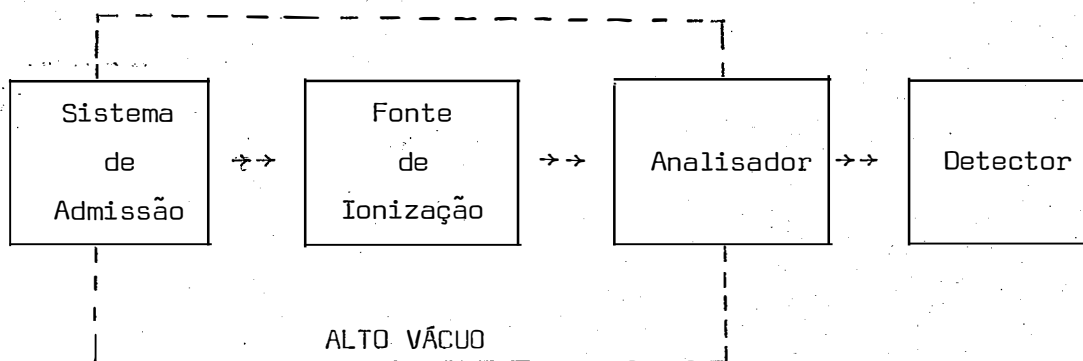 Sistema
de
Admissão
Fonte
de
Ionização
Analisador
Detector
ALTO VÁCUO